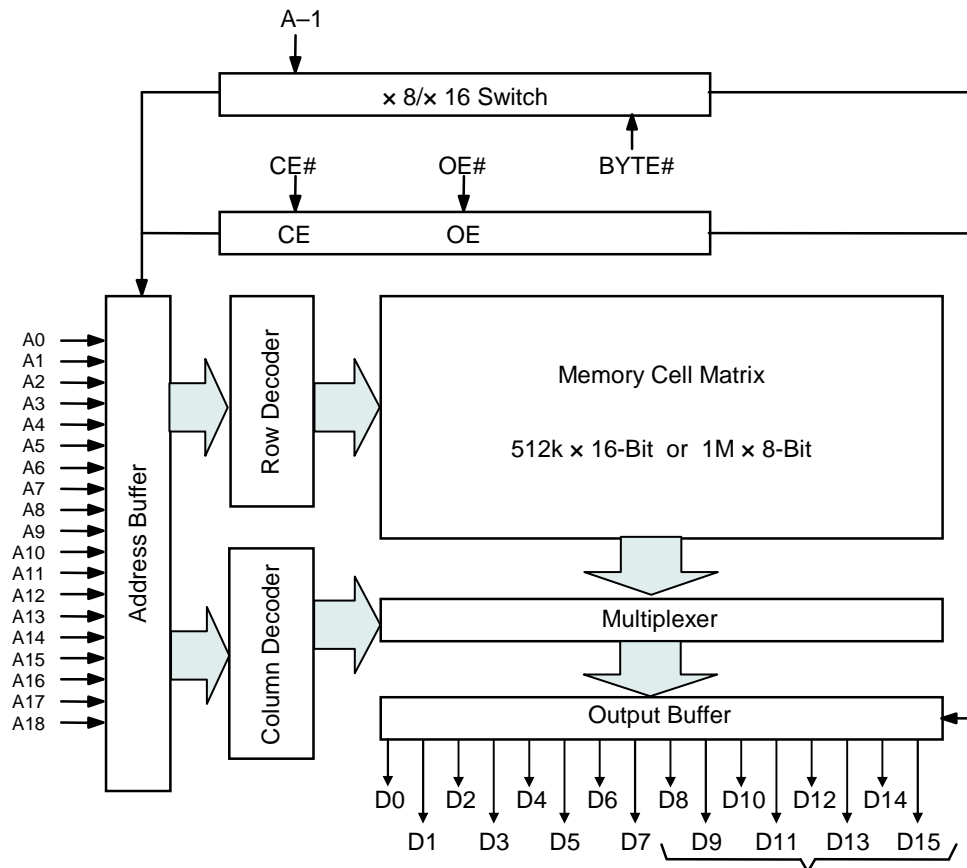 A–1
× 8/× 16 Switch
CE#
OE#
BYTE#
CE
OE
A0
A1
A2
A3
A4
A5
A6
A7
A8
A9
A10
A11
A12
A13
A14
A15
A16
A17
A18
Address Buffer
Row Decoder
Column Decoder
Memory Cell Matrix
512k × 16-Bit or 1M × 8-Bit
Multiplexer
Output Buffer
D0 D2 D4 D6 D8 D10 D12 D14
D1 D3 D5 D7 D9 D11 D13 D15